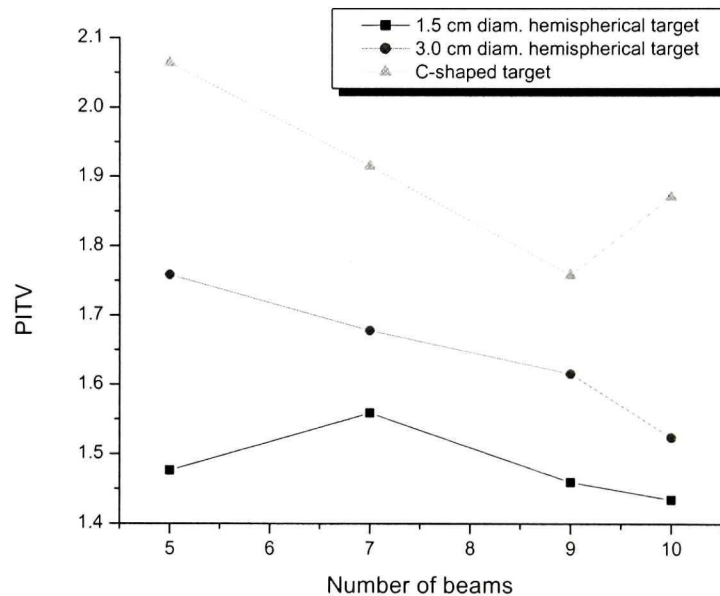 1.5 cm diam. hemispherical target
3.0 cm diam. hemispherical target
C-shaped target
2.1
2.0
1.9
1.8
1.7
1.6
1.5
1.4
5
6
7
8
9
10
PITV
Number of beams